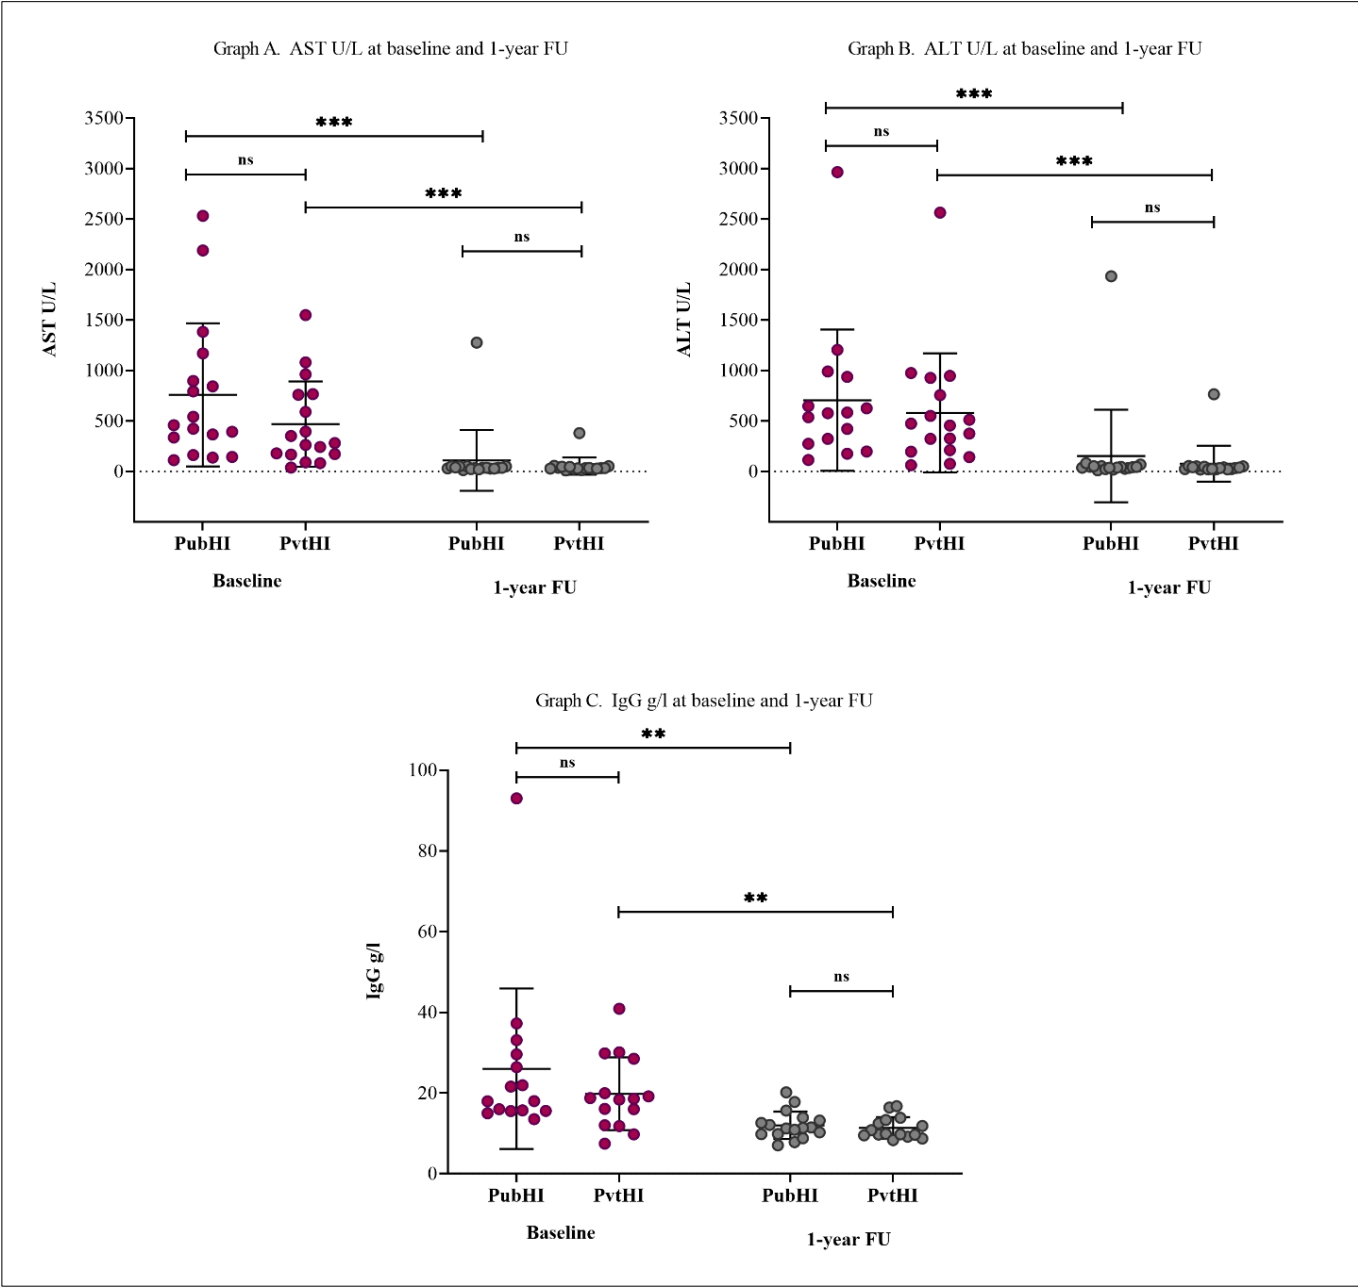 Graph A. AST U/L at baseline and 1-year FU
3500
3000
2500
2000
1500
1000
500
0
AST U/L
***
ns
***
ns
PubHI PvtHI PubHI PvtHI
Baseline 1-year FU
Graph B. ALT U/L at baseline and 1-year FU
3500
3000
2500
2000
1500
1000
500
0
ALT U/L
***
ns
***
ns
PubHI PvtHI PubHI PvtHI
Baseline 1-year FU
Graph C. IgG g/l at baseline and 1-year FU
100
80
60
40
20
0
IgG g/l
**
ns
**
ns
PubHI PvtHI PubHI PvtHI
Baseline 1-year FU